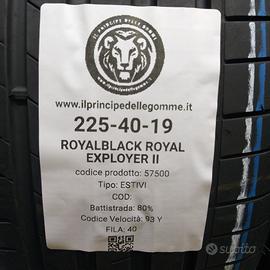 IL PRINCIPE DELLE GOMME
www.ilprincipedellegomme.it
225-40-19
ROYALBLACK ROYAL
EXPLOYER II
codice prodotto: 57500
Tipo: ESTIVI
COD:
Battistrada: 80%
Codice Velocità: 93 Y
FILA: 40
subito